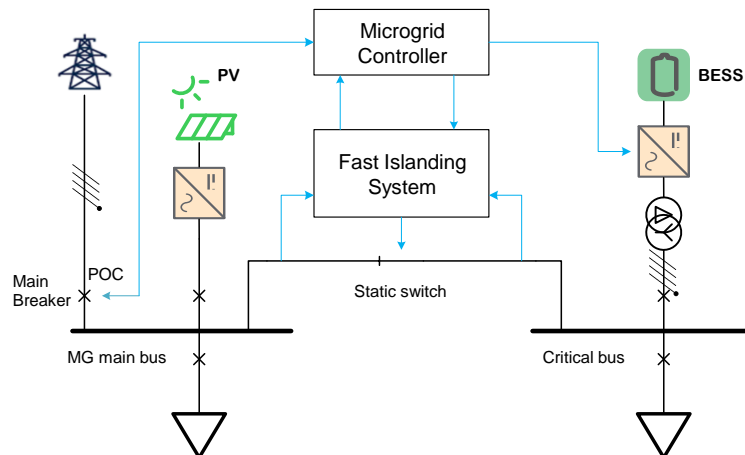 Microgrid
Controller
PV
BESS
Fast Islanding
System
POC
Main
Breaker
Static switch
MG main bus
Critical bus